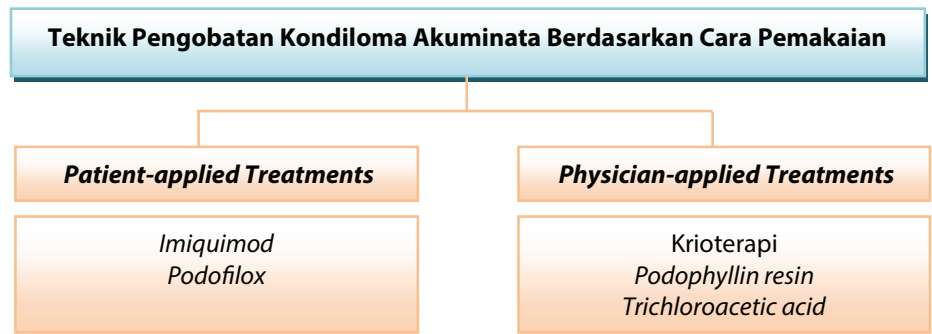 Teknik Pengobatan Kondiloma Akuminata Berdasarkan Cara Pemakaian
Patient-applied Treatments
Imiquimod
Podofilox
Physician-applied Treatments
Krioterapi
Podophyllin resin
Trichloroacetic acid